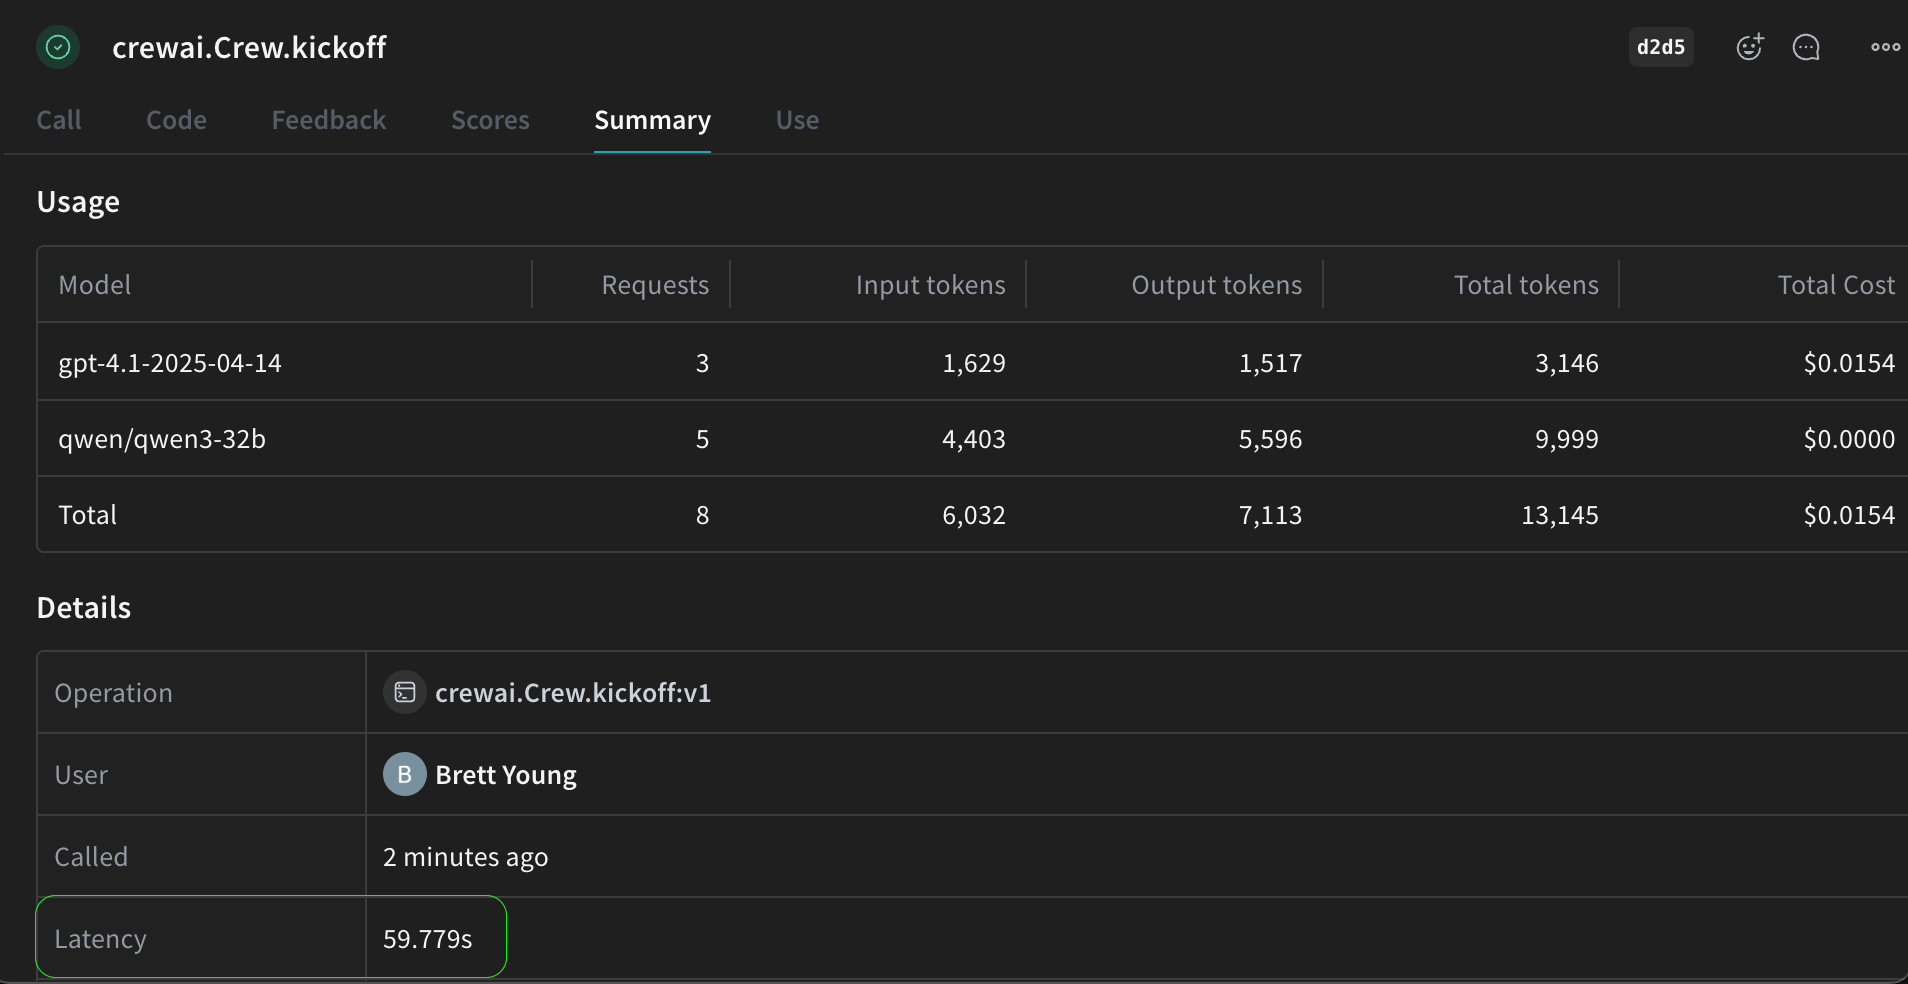 crewai.Crew.kickoff d2d5
Call Code Feedback Scores Summary Use
Usage
Model Requests Input tokens Output tokens Total tokens Total Cost
gpt-4.1-2025-04-14 3 1,629 1,517 3,146 $0.0154
qwen/qwen3-32b 5 4,403 5,596 9,999 $0.0000
Total 8 6,032 7,113 13,145 $0.0154
Details
Operation crewai.Crew.kickoff:v1
User B Brett Young
Called 2 minutes ago
Latency 59.779s